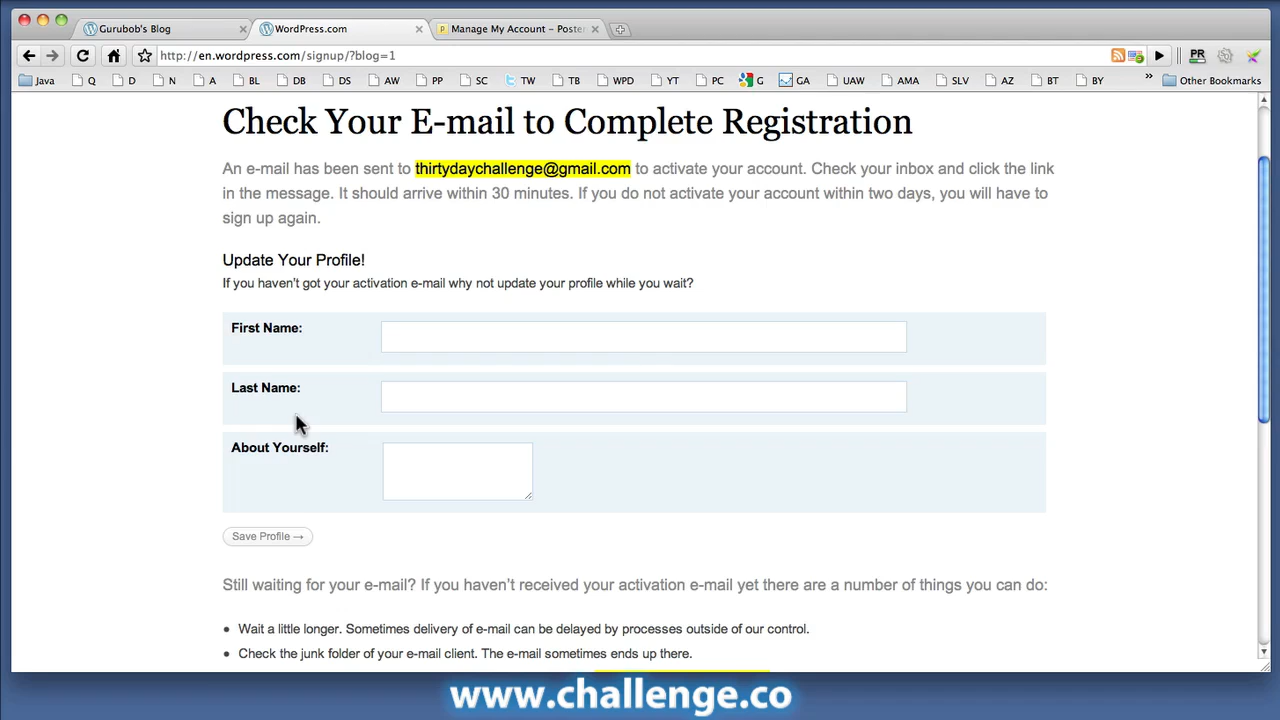 Gurubob's Blog
WordPress.com
Manage My Account – Poster
http://en.wordpress.com/signup/?blog=1
PR
Java Q D N A BL DB DS AW PP SC TW TB WPD YT PC G GA UAW AMA SLV AZ BT BY » Other Bookmarks
Check Your E-mail to Complete Registration
An e-mail has been sent to thirtydaychallenge@gmail.com to activate your account. Check your inbox and click the link
in the message. It should arrive within 30 minutes. If you do not activate your account within two days, you will have to
sign up again.
Update Your Profile!
If you haven't got your activation e-mail why not update your profile while you wait?
First Name:
Last Name:
About Yourself:
Save Profile →
Still waiting for your e-mail? If you haven't received your activation e-mail yet there are a number of things you can do:
• Wait a little longer. Sometimes delivery of e-mail can be delayed by processes outside of our control.
• Check the junk folder of your e-mail client. The e-mail sometimes ends up there.
www.challenge.co